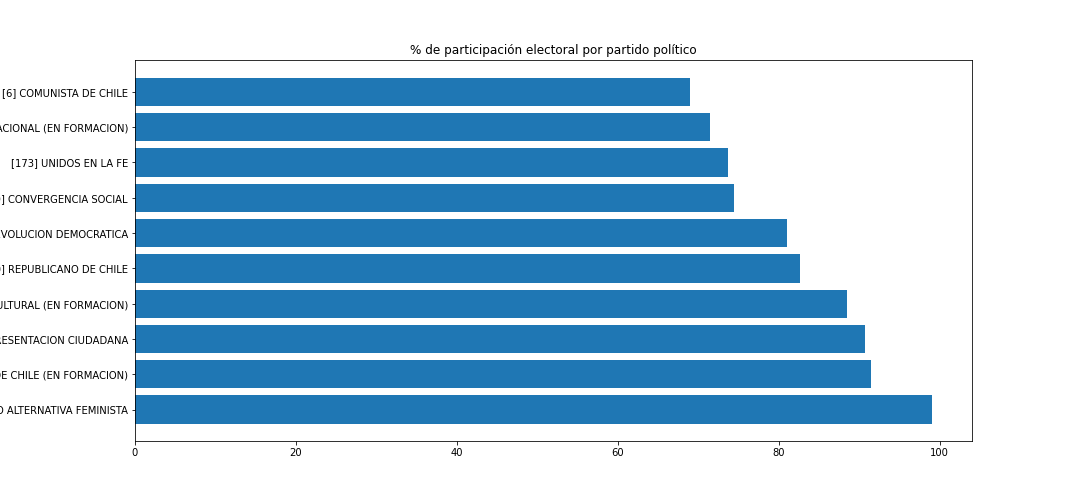 % de participación electoral por partido político
[6] COMUNISTA DE CHILE
ACIONAL (EN FORMACION)
[173] UNIDOS EN LA FE
] CONVERGENCIA SOCIAL
VOLUCION DEMOCRATICA
] REPUBLICANO DE CHILE
ULTURAL (EN FORMACION)
RESENTACION CIUDADANA
DE CHILE (EN FORMACION)
O ALTERNATIVA FEMINISTA
0 20 40 60 80 100